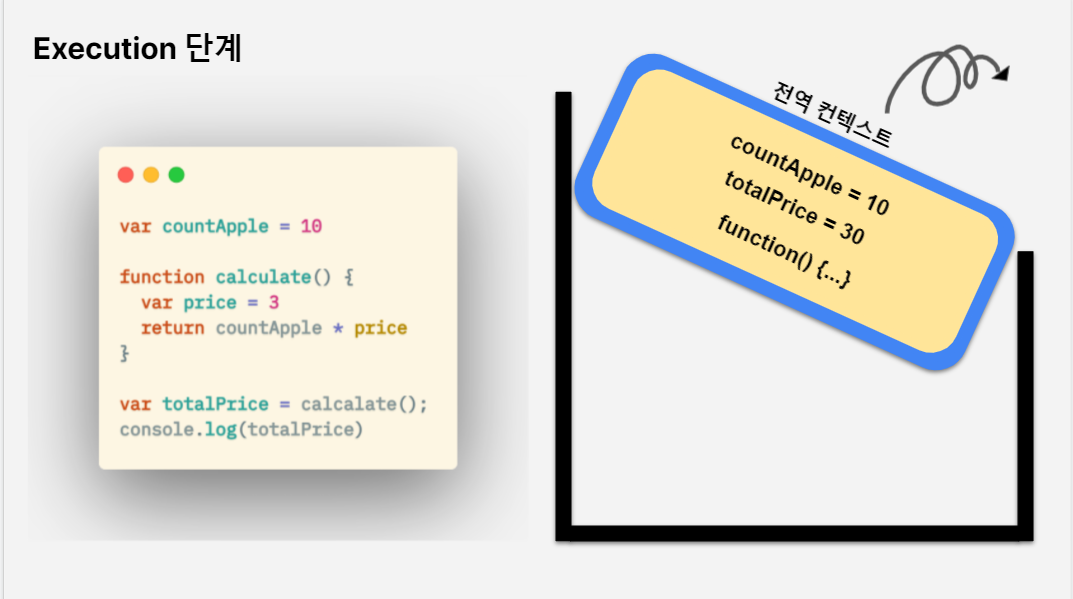 Execution 단계
var countApple = 10
function calculate() {
var price = 3
return countApple * price
}
var totalPrice = calcalate();
console.log(totalPrice)
전역 컨텍스트
countApple = 10
totalPrice = 30
function() {...}